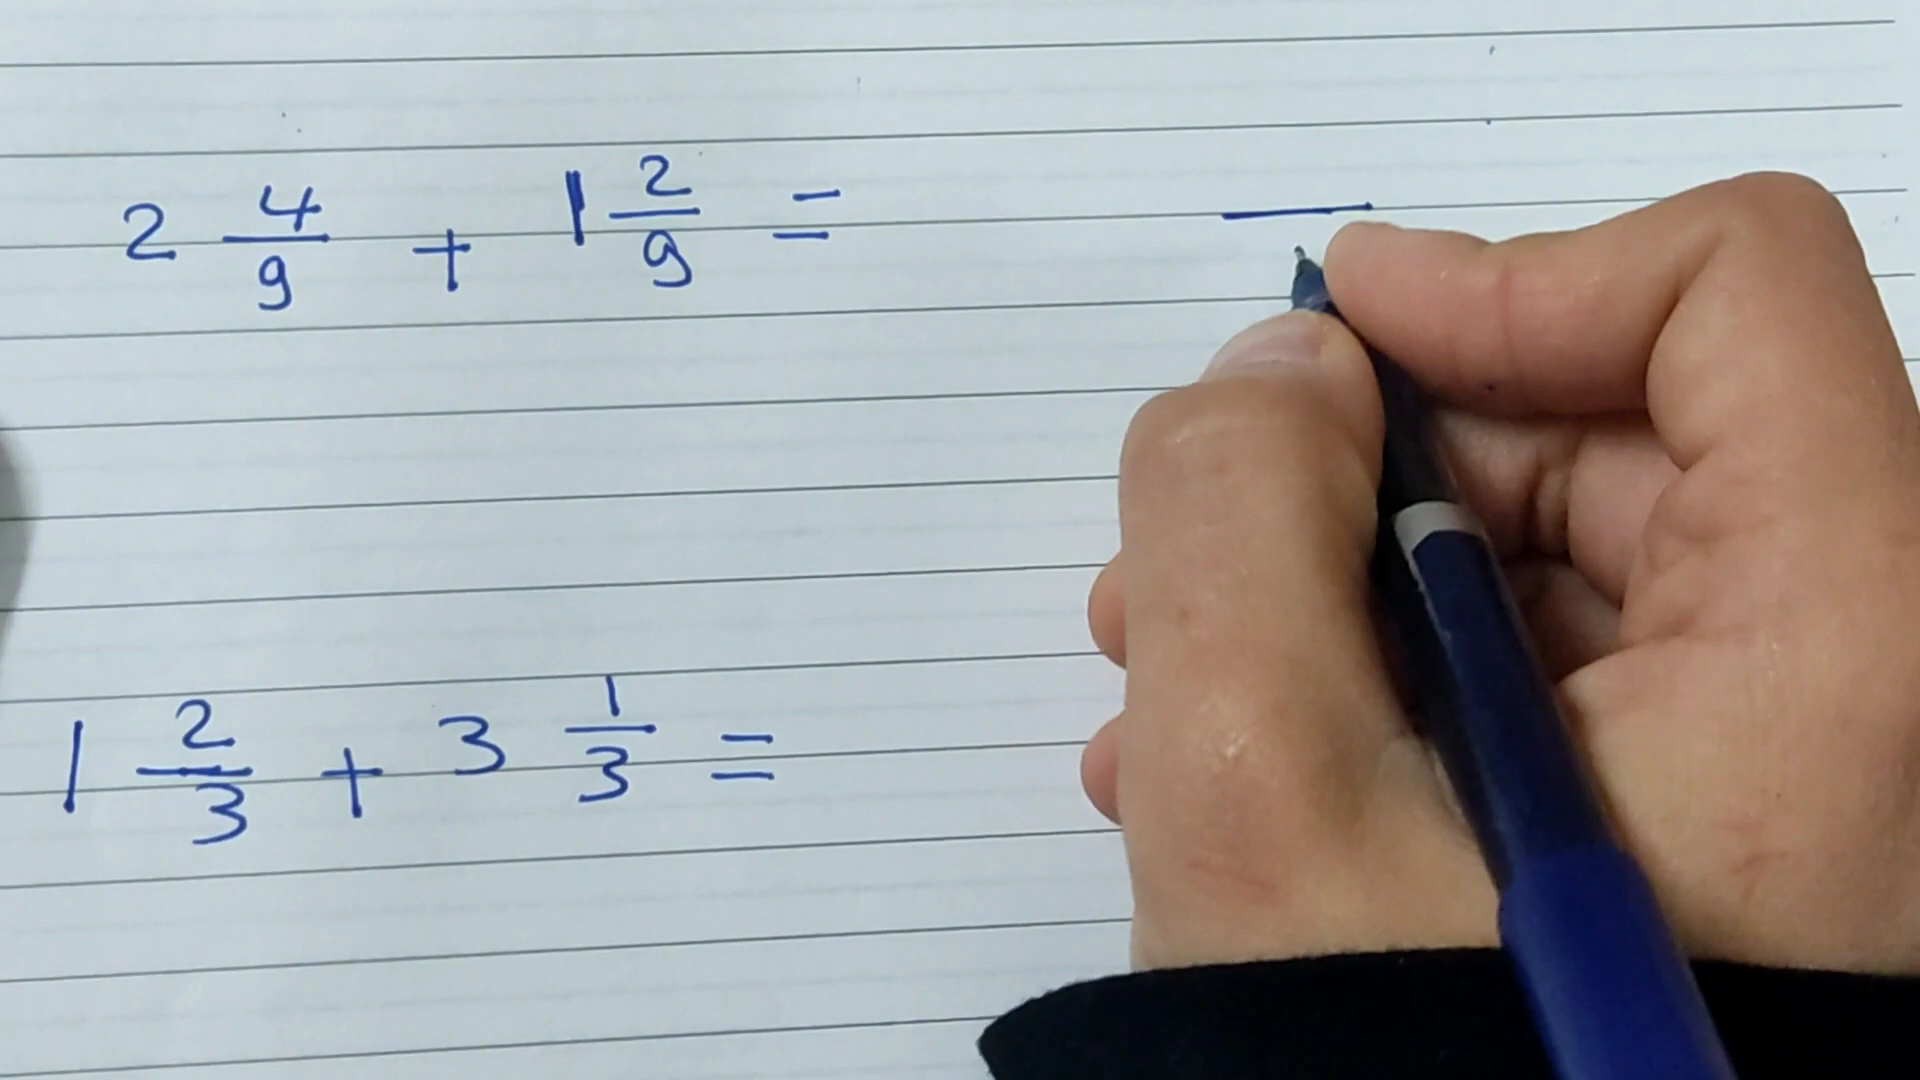 2 4/9 + 1 2/9 =
1 2/3 + 3 1/3 =